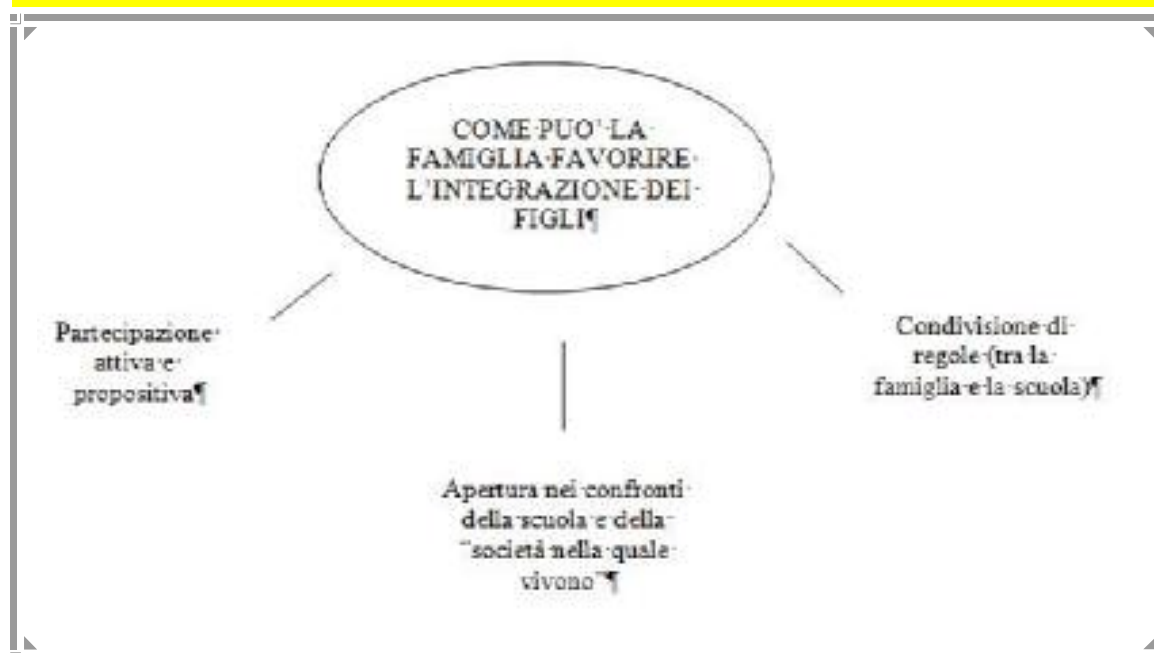 COME PUO' LA
FAMIGLIA FAVORIRE
L'INTEGRAZIONE DEI
FIGLI¶
Partecipazione
attiva e
propositiva¶
Apertura nei confronti
della scuola e della
"società nella quale
vivono"¶
Condivisione di
regole (tra la
famiglia e la scuola)¶